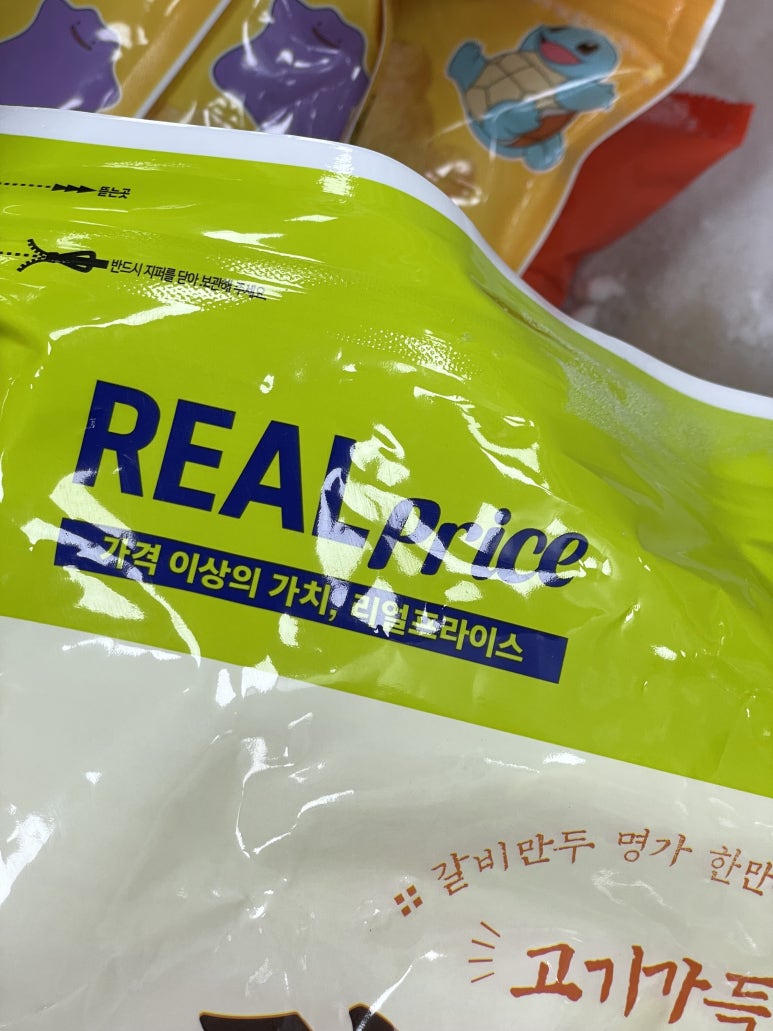 뜯는곳
반드시 지퍼를 닫아 보관해 주세요.
REAL Price
가격 이상의 가치, 리얼프라이스
갈비만두 명가 한만
고기가득